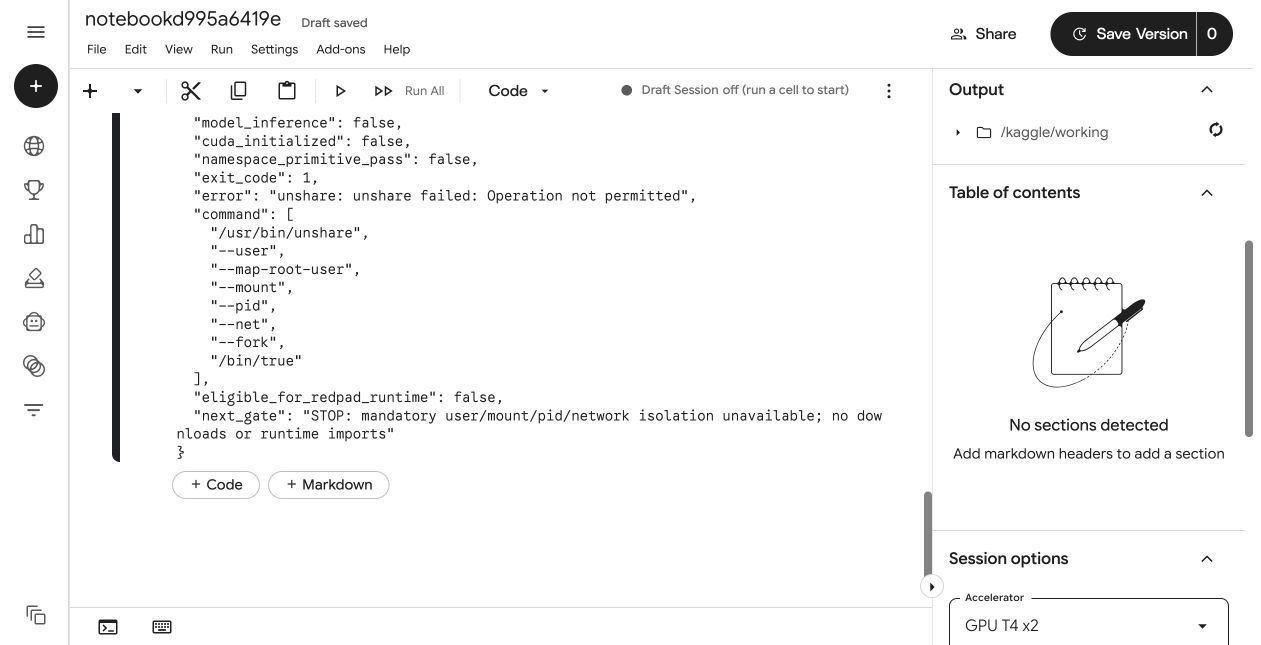 notebookd995a6419e
Draft saved
File Edit View Run Settings Add-ons Help
Share
Save Version 0
Run All
Code
Draft Session off (run a cell to start)
"model_inference": false,
"cuda_initialized": false,
"namespace_primitive_pass": false,
"exit_code": 1,
"error": "unshare: unshare failed: Operation not permitted",
"command": [
"/usr/bin/unshare",
"--user",
"--map-root-user",
"--mount",
"--pid",
"--net",
"--fork",
"/bin/true"
],
"eligible_for_redpad_runtime": false,
"next_gate": "STOP: mandatory user/mount/pid/network isolation unavailable; no dow
nloads or runtime imports"
}
+ Code
+ Markdown
Output
/kaggle/working
Table of contents
No sections detected
Add markdown headers to add a section
Session options
Accelerator
GPU T4 x2